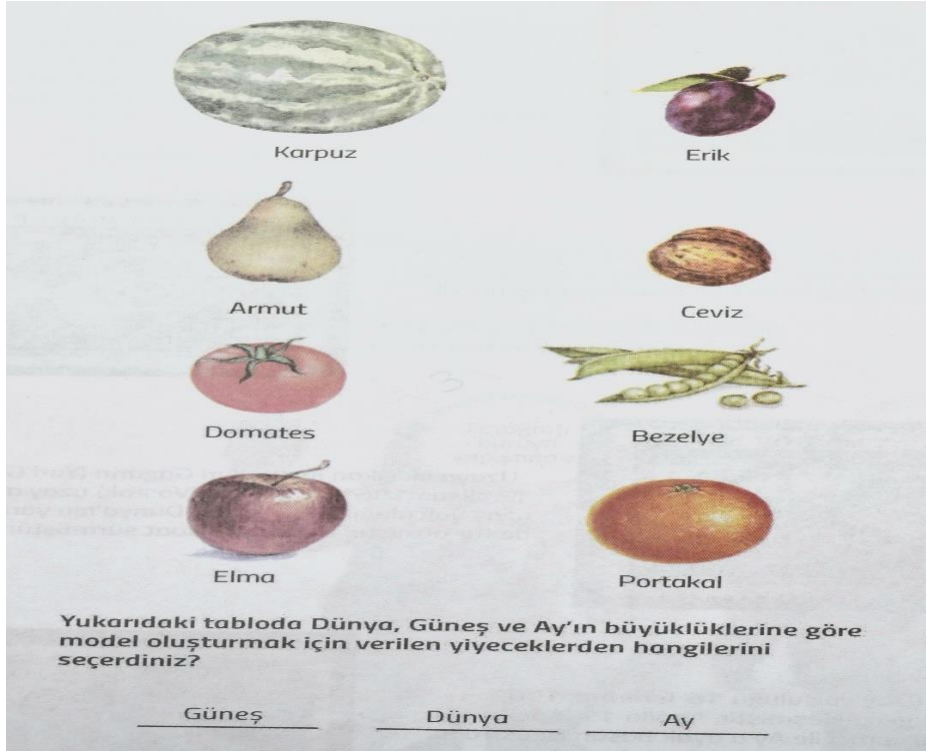 Karpuz
Erik
Armut
Ceviz
Domates
Bezelye
Elma
Portakal
Yukarıdaki tabloda Dünya, Güneş ve Ay'ın büyüklüklerine göre
model oluşturmak için verilen yiyeceklerden hangilerini
seçerdiniz?
Güneş Dünya Ay